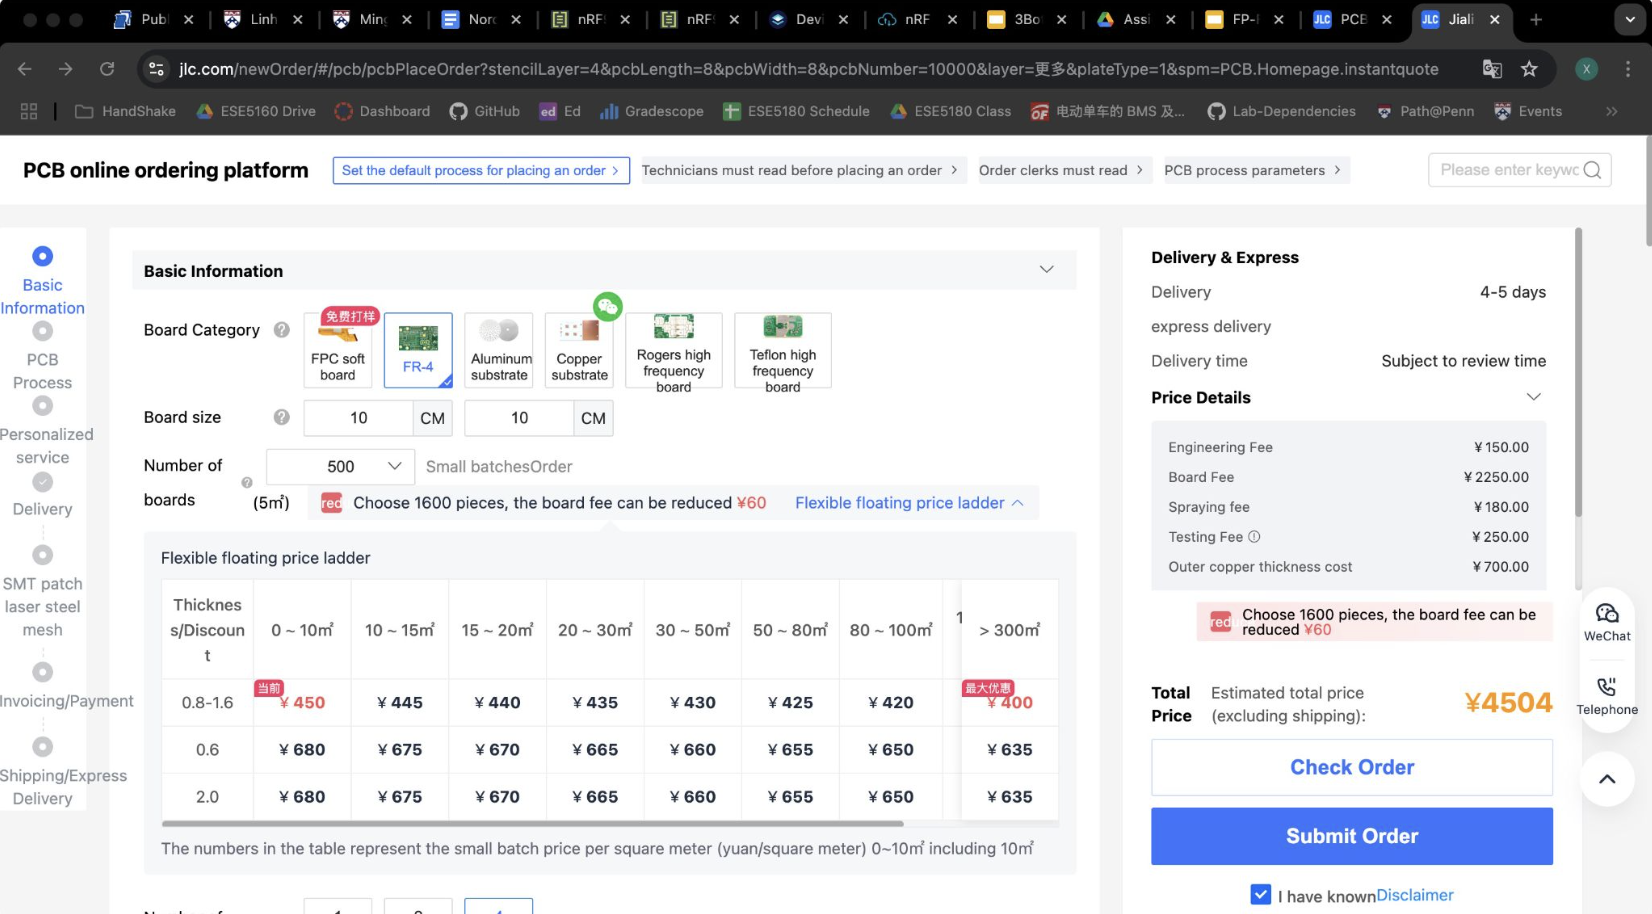 Publ
Linh
Ming
Nord
nRF5
nRF9
Devi
nRF
3Bo
Assi
FP-F
JLC PCB
JLC Jiali
jlc.com/newOrder/#/pcb/pcbPlaceOrder?stencilLayer=4&pcbLength=8&pcbWidth=8&pcbNumber=10000&layer=更多&plateType=1&spm=PCB.Homepage.instantquote
X
HandShake
ESE5160 Drive
Dashboard
GitHub
ed Ed
Gradescope
ESE5180 Schedule
ESE5180 Class
电动单车的 BMS 及...
Lab-Dependencies
Path@Penn
Events
PCB online ordering platform
Set the default process for placing an order >
Technicians must read before placing an order >
Order clerks must read >
PCB process parameters >
Please enter keywc
Basic
Information
PCB
Process
Personalized
service
Delivery
SMT patch
laser steel
mesh
Invoicing/Payment
Shipping/Express
Delivery
Basic Information
Board Category
免费打样
FPC soft
board
FR-4
Aluminum
substrate
Copper
substrate
Rogers high
frequency
board
Teflon high
frequency
board
Board size
10 CM
10 CM
Number of
boards
500
Small batchesOrder
(5㎡)
red Choose 1600 pieces, the board fee can be reduced ¥60
Flexible floating price ladder
Flexible floating price ladder
Thicknes
s/Discoun
t
0 ~ 10㎡
10 ~ 15㎡
15 ~ 20㎡
20 ~ 30㎡
30 ~ 50㎡
50 ~ 80㎡
80 ~ 100㎡
1
> 300㎡
当前
最大优惠
0.8-1.6 ¥ 450 ¥ 445 ¥ 440 ¥ 435 ¥ 430 ¥ 425 ¥ 420 ¥ 400
0.6 ¥ 680 ¥ 675 ¥ 670 ¥ 665 ¥ 660 ¥ 655 ¥ 650 ¥ 635
2.0 ¥ 680 ¥ 675 ¥ 670 ¥ 665 ¥ 660 ¥ 655 ¥ 650 ¥ 635
The numbers in the table represent the small batch price per square meter (yuan/square meter) 0~10㎡ including 10㎡
Delivery & Express
Delivery 4-5 days
express delivery
Delivery time Subject to review time
Price Details
Engineering Fee ¥150.00
Board Fee ¥2250.00
Spraying fee ¥180.00
Testing Fee ¥250.00
Outer copper thickness cost ¥700.00
red Choose 1600 pieces, the board fee can be
reduced ¥60
Total
Price
Estimated total price
(excluding shipping):
¥4504
Check Order
Submit Order
I have known Disclaimer
WeChat
Telephone